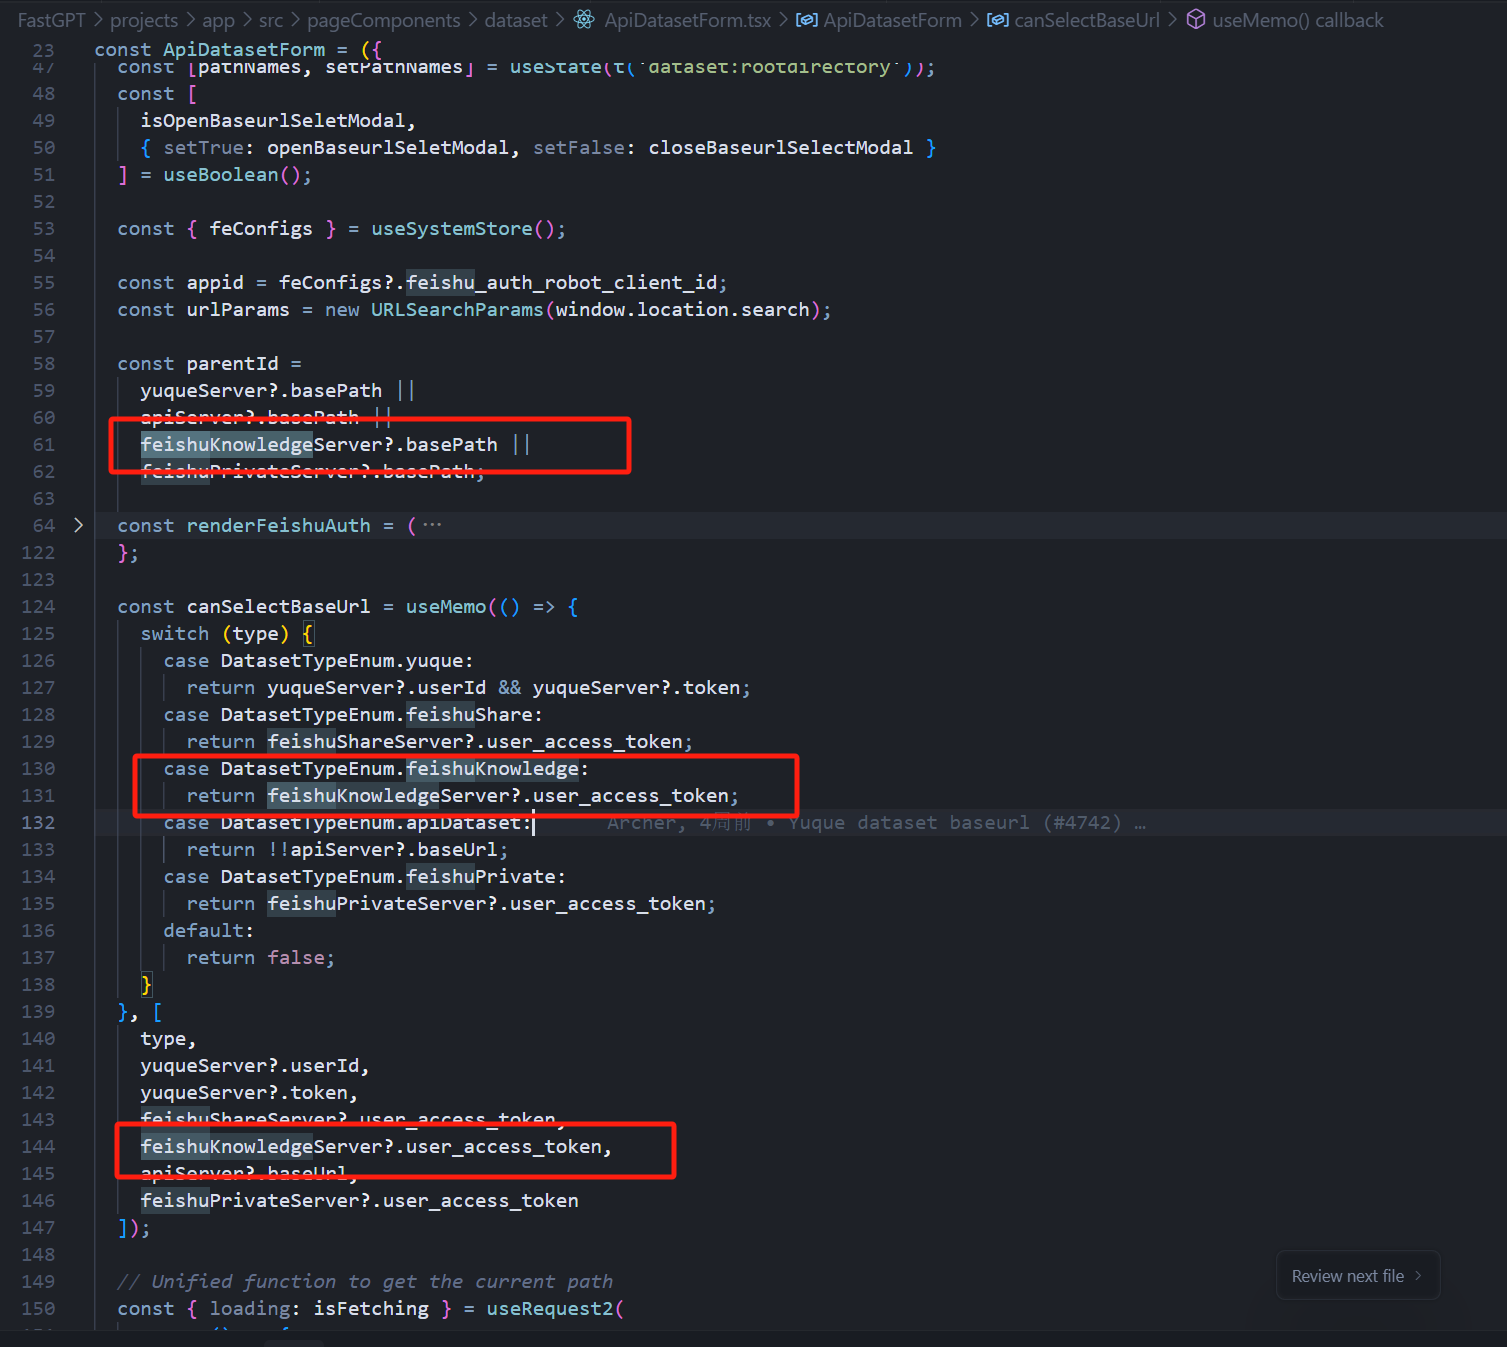 FastGPT > projects > app > src > pageComponents > dataset > ApiDatasetForm.tsx > ApiDatasetForm > canSelectBaseUrl > useMemo() callback
23 const ApiDatasetForm = ({
47 const [pathNames, setPathNames] = useState(t('dataset:rootdirectory'));
48 const [
49 isOpenBaseurlSeletModal,
50 { setTrue: openBaseurlSeletModal, setFalse: closeBaseurlSelectModal }
51 ] = useBoolean();
52
53 const { feConfigs } = useSystemStore();
54
55 const appid = feConfigs?.feishu_auth_robot_client_id;
56 const urlParams = new URLSearchParams(window.location.search);
57
58 const parentId =
59 yuqueServer?.basePath ||
60 apiServer?.basePath ||
61 feishuKnowledgeServer?.basePath ||
62 feishuPrivateServer?.basePath;
63
64 const renderFeishuAuth = ( ···
122 };
123
124 const canSelectBaseUrl = useMemo(() => {
125 switch (type) {
126 case DatasetTypeEnum.yuque:
127 return yuqueServer?.userId && yuqueServer?.token;
128 case DatasetTypeEnum.feishuShare:
129 return feishuShareServer?.user_access_token;
130 case DatasetTypeEnum.feishuKnowledge:
131 return feishuKnowledgeServer?.user_access_token;
132 case DatasetTypeEnum.apiDataset: Archer, 4周前 • Yuque dataset baseurl (#4742) …
133 return !!apiServer?.baseUrl;
134 case DatasetTypeEnum.feishuPrivate:
135 return feishuPrivateServer?.user_access_token;
136 default:
137 return false;
138 }
139 }, [
140 type,
141 yuqueServer?.userId,
142 yuqueServer?.token,
143 feishuShareServer?.user_access_token,
144 feishuKnowledgeServer?.user_access_token,
145 apiServer?.baseUrl,
146 feishuPrivateServer?.user_access_token
147 ]);
148
149 // Unified function to get the current path
150 const { loading: isFetching } = useRequest2(
Review next file >